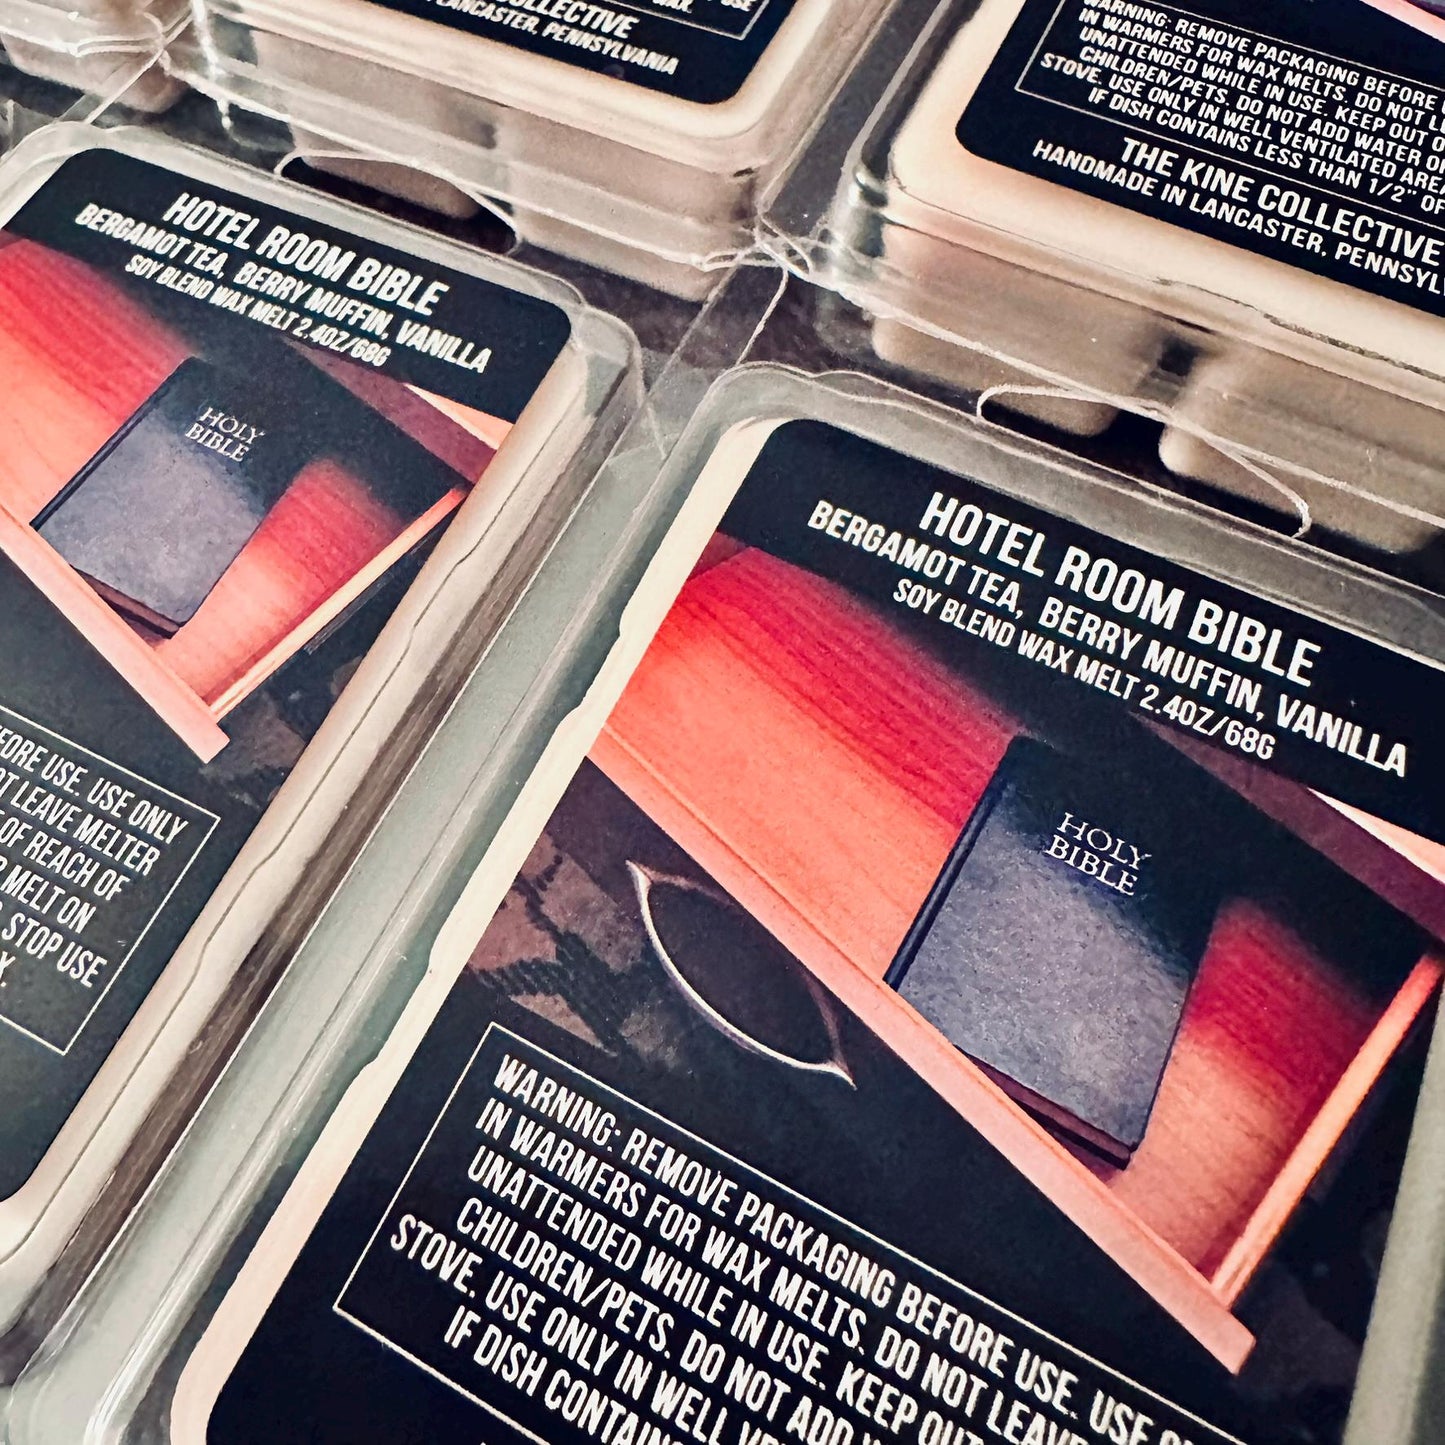 USE
WAX.
COLLECTIVE
LANCASTER, PENNSYLVANIA
WARNING: REMOVE PACKAGING BEFORE
IN WARMERS FOR WAX MELTS. DO NOT
UNATTENDED WHILE IN USE. KEEP OUT
CHILDREN/PETS. DO NOT ADD WATER
STOVE. USE ONLY IN WELL VENTILATED
IF DISH CONTAINS LESS THAN 1/2" OF
THE KINE COLLECTIVE
HANDMADE IN LANCASTER,
HOTEL ROOM BIBLE
BERGAMOT TEA, BERRY MUFFIN, VANILLA
SOY BLEND WAX MELT 2.4OZ/68G
HOLY
BIBLE
USE. USE ONLY
LEAVE MELTER
OF REACH OF
MELT ON
STOP USE
HOTEL ROOM BIBLE
BERGAMOT TEA, BERRY MUFFIN, VANILLA
SOY BLEND WAX MELT 2.4OZ/68G
HOLY
BIBLE
WARNING: REMOVE PACKAGING BEFORE USE. USE
IN WARMERS FOR WAX MELTS. DO NOT LEAVE
UNATTENDED WHILE IN USE. KEEP OUT
CHILDREN/PETS. DO NOT ADD
STOVE. USE ONLY IN WELL
IF DISH